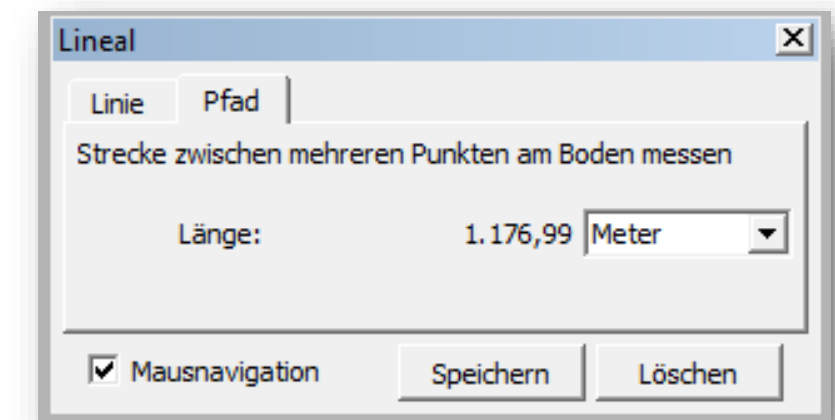 Lineal
Linie Pfad
Strecke zwischen mehreren Punkten am Boden messen
Länge: 1.176,99 Meter
Mausnavigation Speichern Löschen